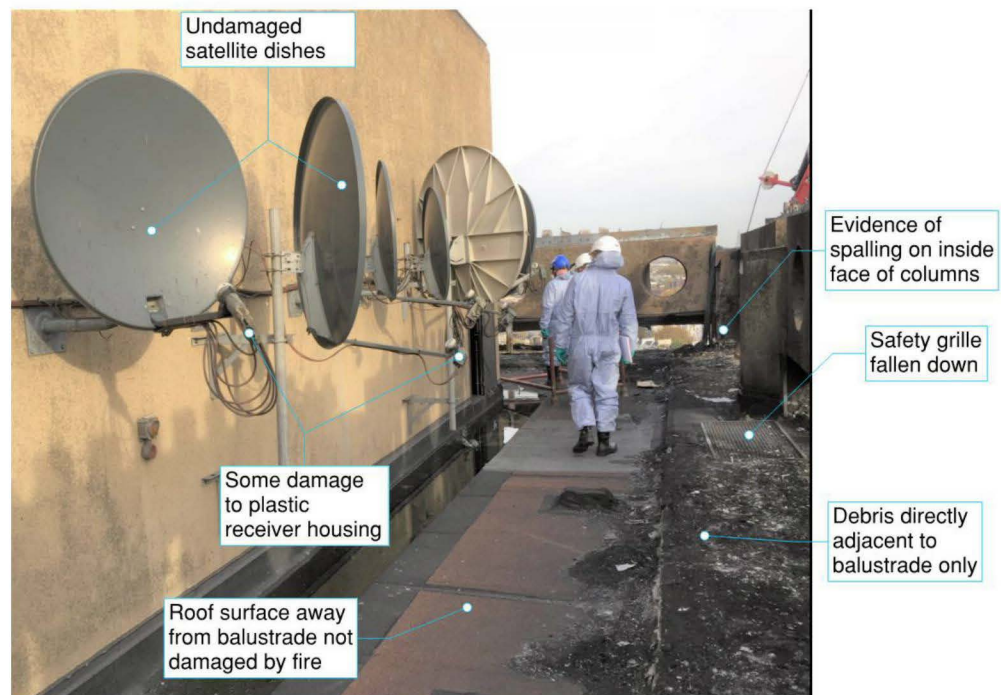 Undamaged
satellite dishes
Evidence of
spalling on inside
face of columns
Safety grille
fallen down
Some damage
to plastic
receiver housing
Debris directly
adjacent to
balustrade only
Roof surface away
from balustrade not
damaged by fire